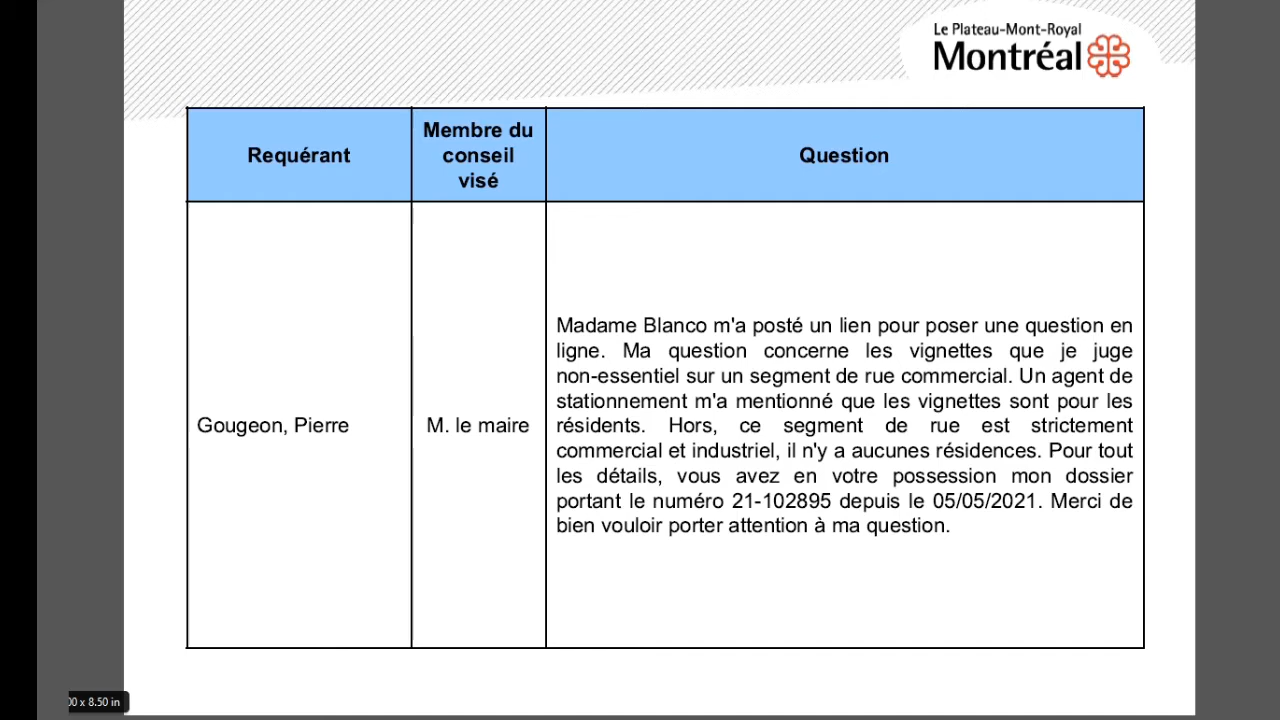 Le Plateau-Mont-Royal
Montréal
Requérant
Membre du
conseil
visé
Question
Gougeon, Pierre
M. le maire
Madame Blanco m'a posté un lien pour poser une question en
ligne. Ma question concerne les vignettes que je juge
non-essentiel sur un segment de rue commercial. Un agent de
stationnement m'a mentionné que les vignettes sont pour les
résidents. Hors, ce segment de rue est strictement
commercial et industriel, il n'y a aucunes résidences. Pour tout
les détails, vous avez en votre possession mon dossier
portant le numéro 21-102895 depuis le 05/05/2021. Merci de
bien vouloir porter attention à ma question.
x 8.50 in